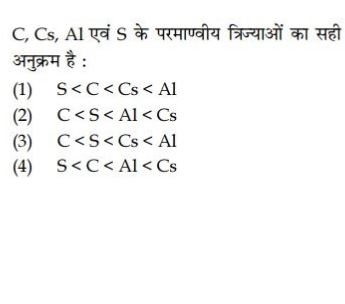 C, Cs, Al एवं S के परमाण्वीय त्रिज्याओं का सही
अनुक्रम है :
(1) S < C < Cs < Al
(2) C < S < Al < Cs
(3) C < S < Cs < Al
(4) S < C < Al < Cs